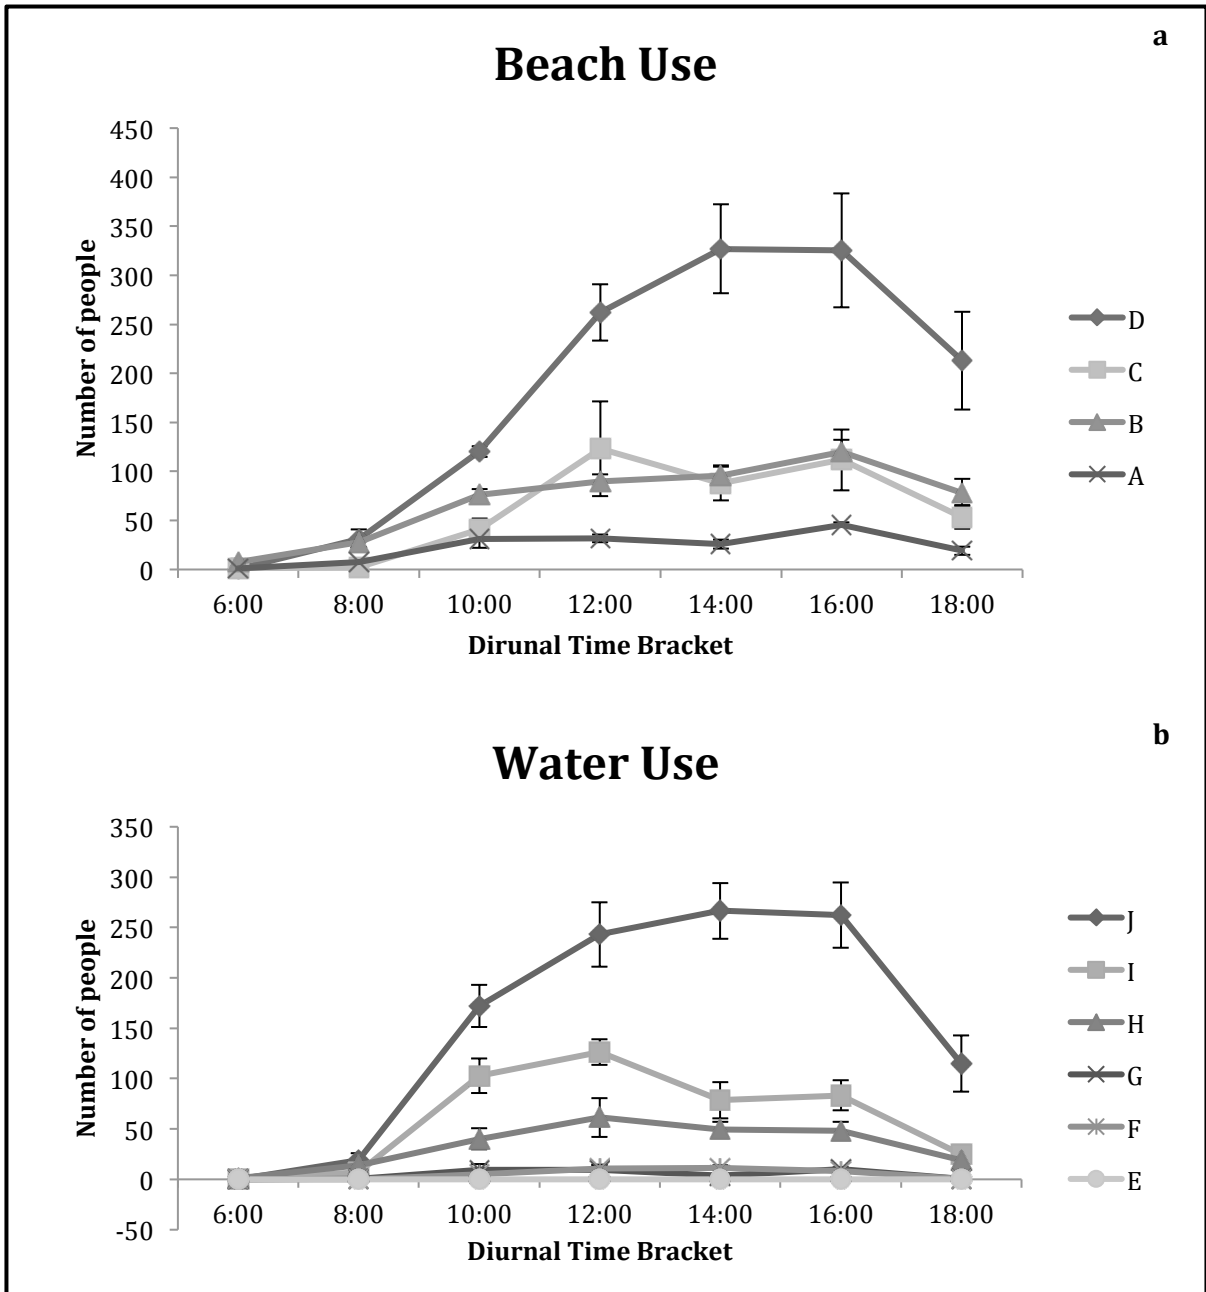 a
Beach Use
450
400
350
300
250
200
150
100
50
0
Number of people
6:00 8:00 10:00 12:00 14:00 16:00 18:00
Dirunal Time Bracket
D
C
B
A
b
Water Use
350
300
250
200
150
100
50
0
-50
Number of people
6:00 8:00 10:00 12:00 14:00 16:00 18:00
Diurnal Time Bracket
J
I
H
G
F
E